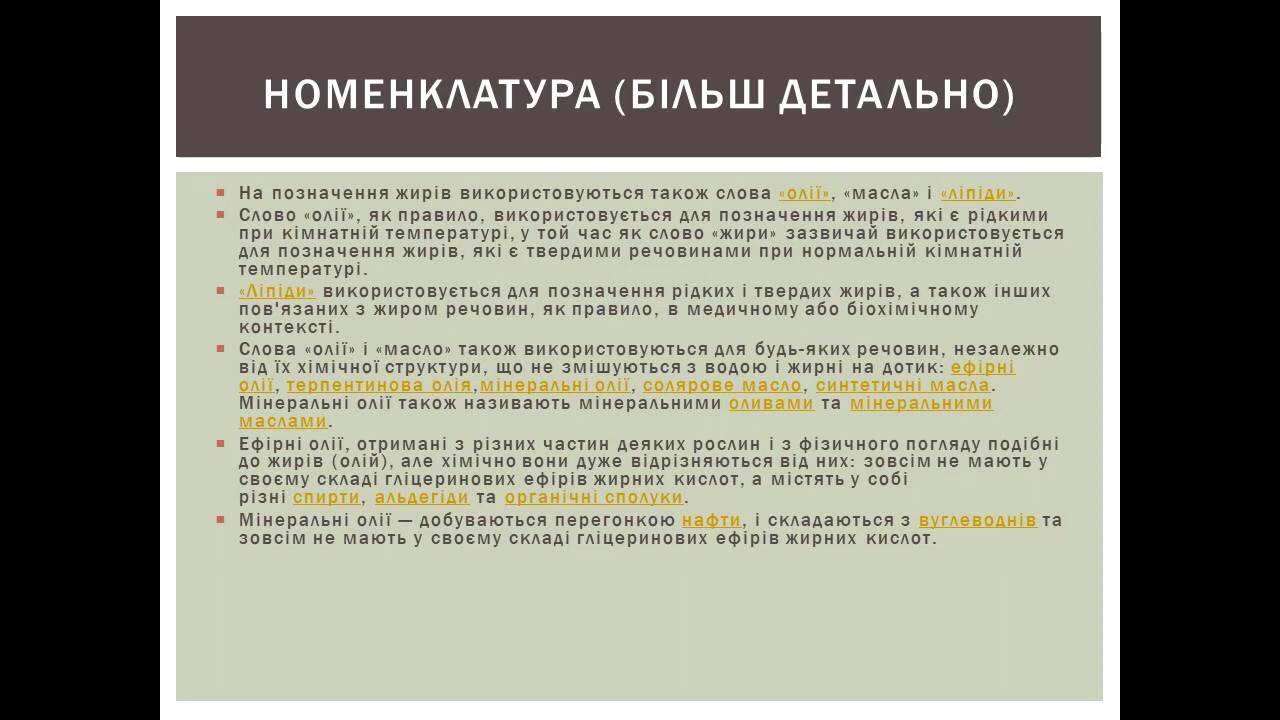 НОМЕНКЛАТУРА (БІЛЬШ ДЕТАЛЬНО)
На позначення жирів використовуються також слова «олії», «масла» і «ліпіди».
Слово «олії», як правило, використовується для позначення жирів, які є рідкими
при кімнатній температурі, у той час як слово «жири» зазвичай використовується
для позначення жирів, які є твердими речовинами при нормальній кімнатній
температурі.
«Ліпіди» використовується для позначення рідких і твердих жирів, а також інших
пов'язаних з жиром речовин, як правило, в медичному або біохімічному
контексті.
Слова «олії» і «масло» також використовуються для будь-яких речовин, незалежно
від їх хімічної структури, що не змішуються з водою і жирні на дотик: ефірні
олії, терпентинова олія,мінеральні олії, солярове масло, синтетичні масла.
Мінеральні олії також називають мінеральними оливами та мінеральними
маслами.
Ефірні олії, отримані з різних частин деяких рослин і з фізичного погляду подібні
до жирів (олій), але хімічно вони дуже відрізняються від них: зовсім не мають у
своєму складі гліцеринових ефірів жирних кислот, а містять у собі
різні спирти, альдегіди та органічні сполуки.
Мінеральні олії — добуваються перегонкою нафти, і складаються з вуглеводнів та
зовсім не мають у своєму складі гліцеринових ефірів жирних кислот.